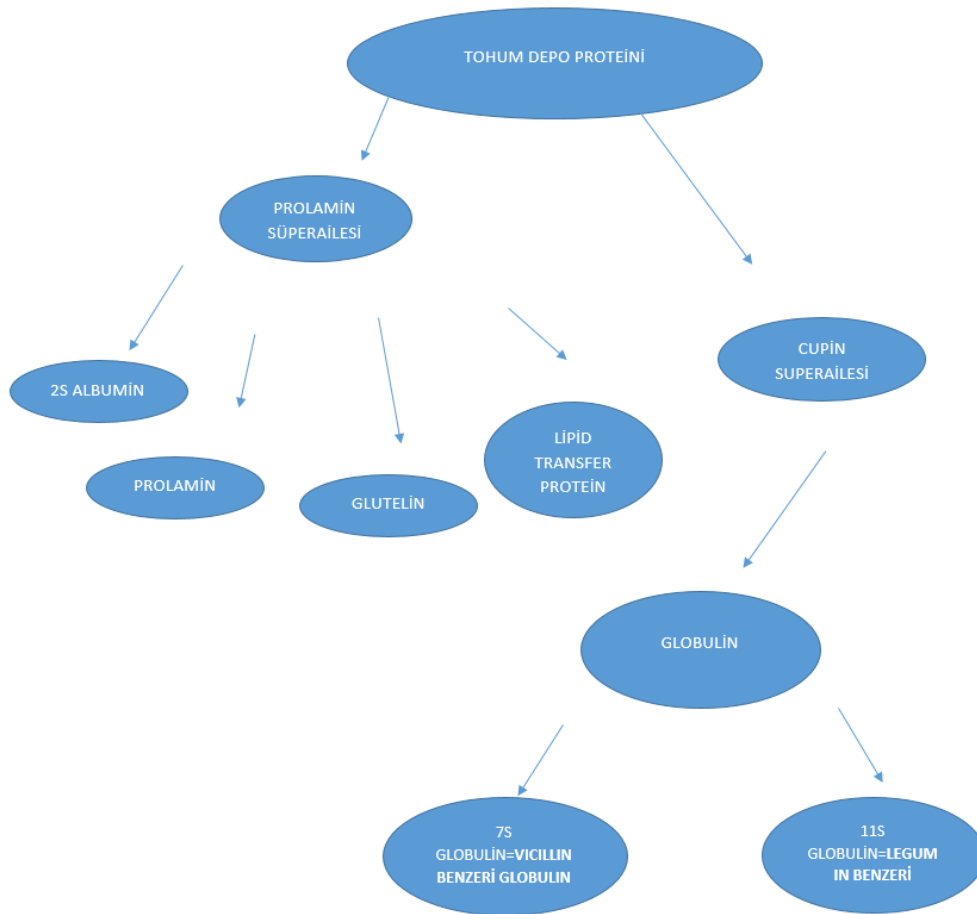 TOHUM DEPO PROTEİNİ
PROLAMİN
SÜPERAİLESİ
CUPİN
SUPERAİLESİ
2S ALBUMİN
PROLAMİN
GLUTELİN
LİPİD
TRANSFER
PROTEİN
GLOBULİN
7S
GLOBULİN=VICILLIN
BENZERİ GLOBULIN
11S
GLOBULİN=LEGUM
IN BENZERİ